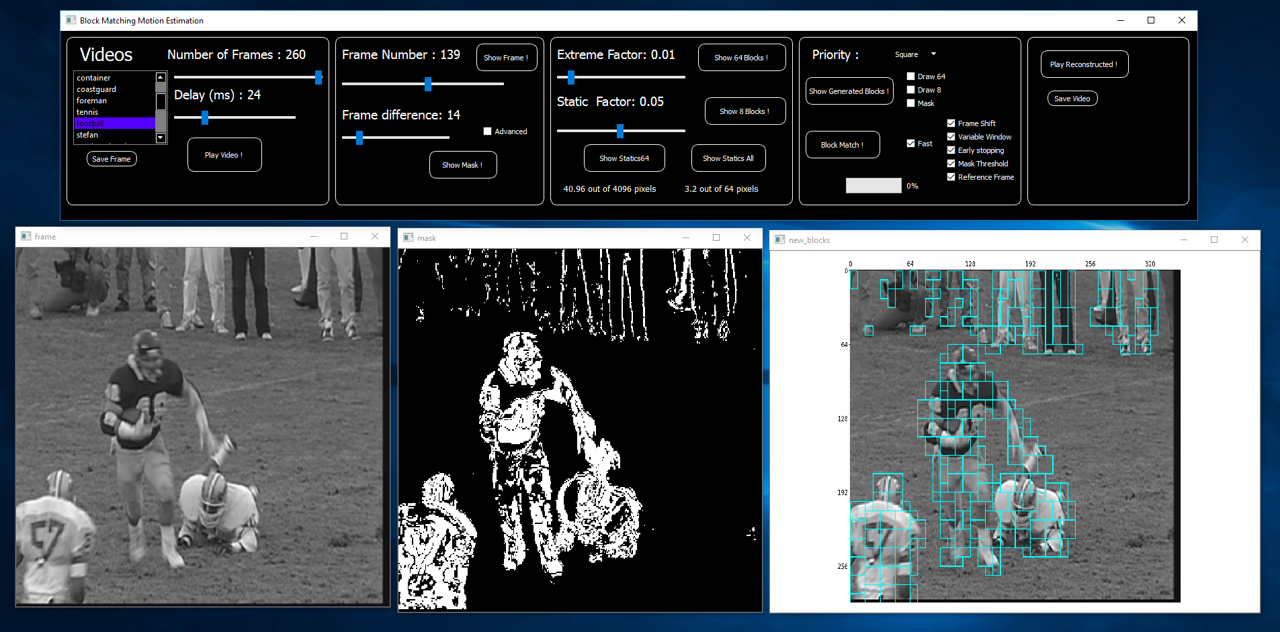 Block Matching Motion Estimation
Videos
container
coastguard
foreman
tennis
football
stefan
Save Frame
Number of Frames : 260
Delay (ms) : 24
Play Video !
Frame Number : 139
Show Frame !
Frame difference: 14
Advanced
Show Mask !
Extreme Factor: 0.01
Show 64 Blocks !
Static Factor: 0.05
Show 8 Blocks !
Show Statics64
Show Statics All
40.96 out of 4096 pixels
3.2 out of 64 pixels
Priority :
Square
Show Generated Blocks !
Draw 64
Draw 8
Mask
Block Match !
Fast
Frame Shift
Variable Window
Early stopping
Mask Threshold
Reference Frame
0%
Play Reconstructed !
Save Video
frame
mask
new_blocks
0 64 128 192 256 320
0
64
128
192
256
57